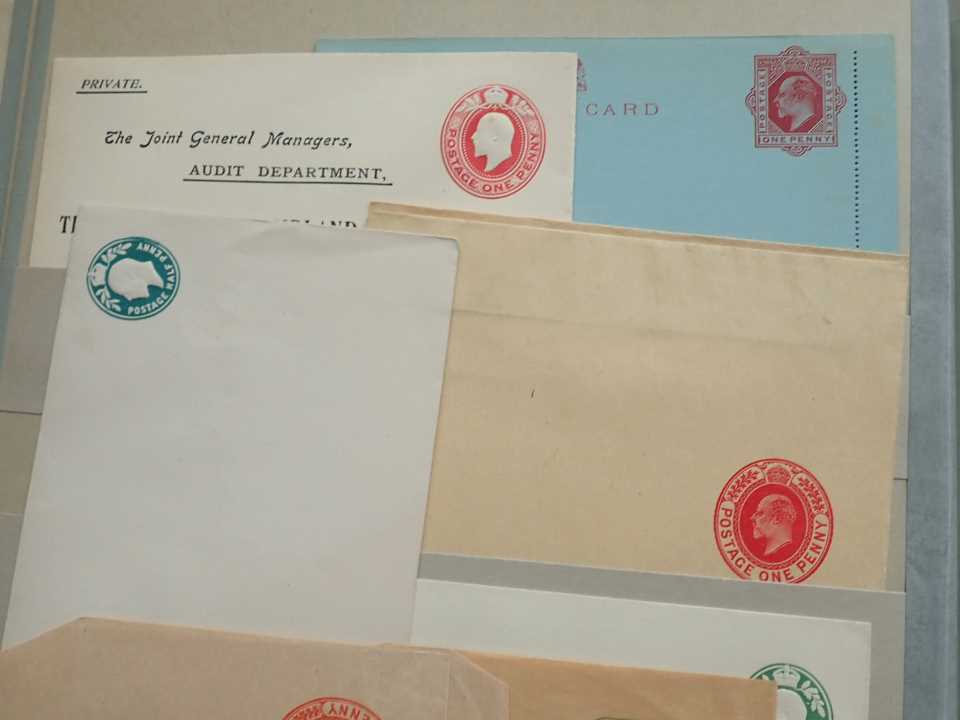 PRIVATE.
The Joint General Managers,
AUDIT DEPARTMENT,
POSTAGE ONE PENNY
CARD
POSTAGE POSTAGE
ONE PENNY
POSTAGE HALF PENNY
POSTAGE ONE PENNY
PENNY